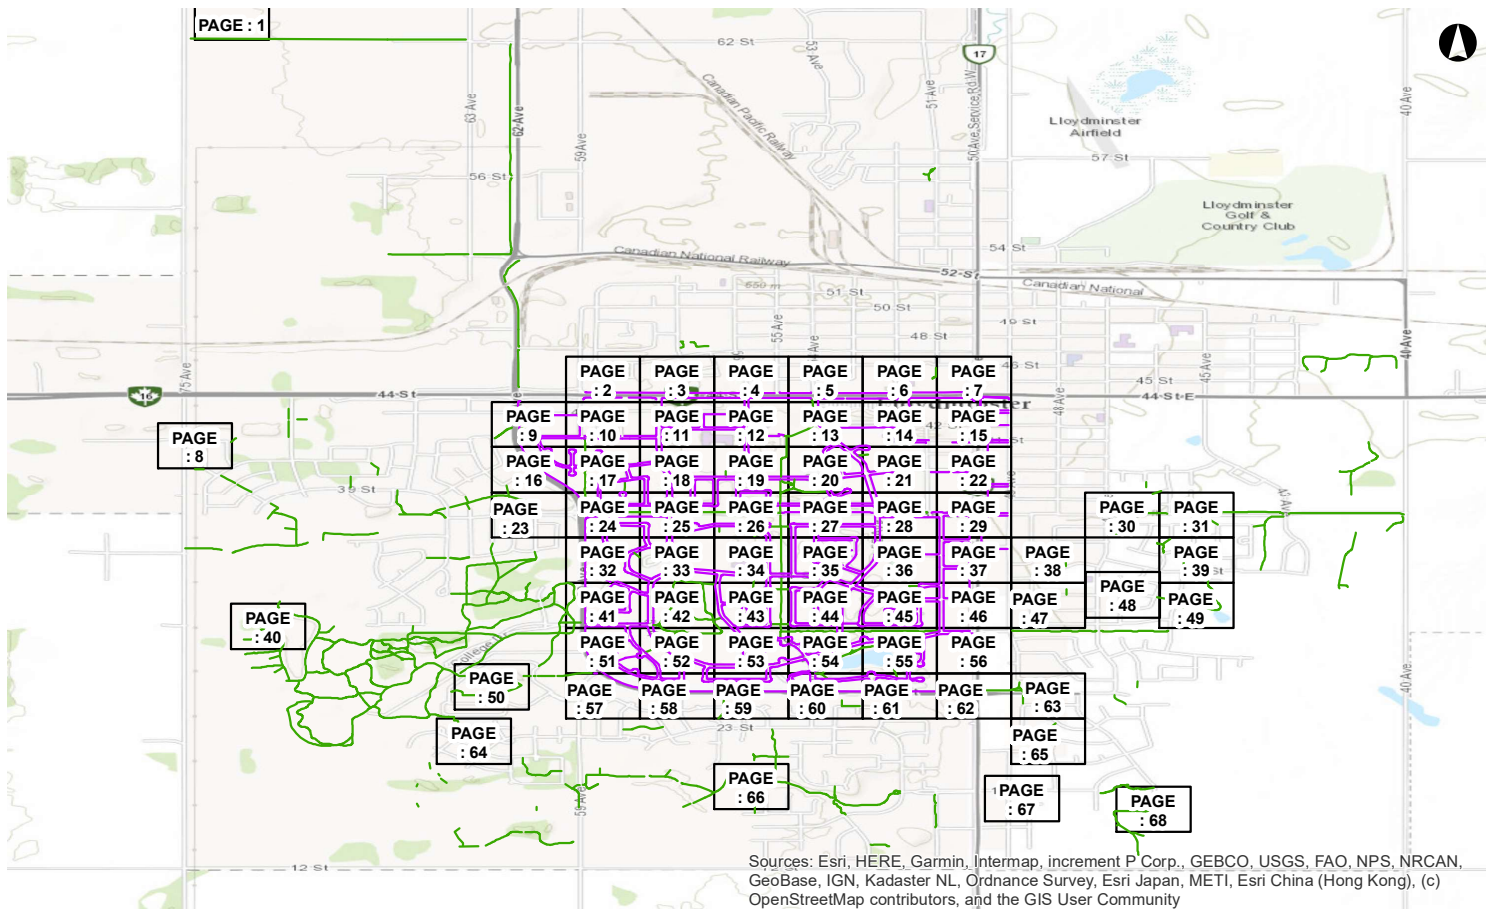 PAGE : 1
62 St
53 Ave
17
63 Ave
62 Ave
59 Ave
Canadian Pacific Railway
51 Ave
50 Ave Service Rd W
40 Ave
Lloydminster
Airfield
57 St
56 St
Lloydminster
Golf &
Country Club
54 St
Canadian National Railway
52 St
Canadian National
550 m
51 St
50 St
49 St
48 St
55 Ave
46 St
45 St
45 Ave
40 Ave
75 Ave
16
44 St
44 St E
48 Ave
Lloydminster
PAGE
: 2
PAGE
: 3
PAGE
: 4
PAGE
: 5
PAGE
: 6
PAGE
: 7
PAGE
: 8
PAGE
: 9
PAGE
: 10
PAGE
: 11
PAGE
: 12
PAGE
: 13
PAGE
: 14
PAGE
: 15
PAGE
: 16
PAGE
: 17
PAGE
: 18
PAGE
: 19
PAGE
: 20
PAGE
: 21
PAGE
: 22
39 St
PAGE
: 23
PAGE
: 24
PAGE
: 25
PAGE
: 26
PAGE
: 27
PAGE
: 28
PAGE
: 29
PAGE
: 30
PAGE
: 31
PAGE
: 32
PAGE
: 33
PAGE
: 34
PAGE
: 35
PAGE
: 36
PAGE
: 37
PAGE
: 38
PAGE
: 39
PAGE
: 40
PAGE
: 41
PAGE
: 42
PAGE
: 43
PAGE
: 44
PAGE
: 45
PAGE
: 46
PAGE
: 47
PAGE
: 48
PAGE
: 49
PAGE
: 50
PAGE
: 51
PAGE
: 52
PAGE
: 53
PAGE
: 54
PAGE
: 55
PAGE
: 56
PAGE
: 57
PAGE
: 58
PAGE
: 59
PAGE
: 60
PAGE
: 61
PAGE
: 62
PAGE
: 63
40 Ave
23 St
PAGE
: 64
PAGE
: 65
PAGE
: 66
PAGE
: 67
PAGE
: 68
59 Ave
12 St
Sources: Esri, HERE, Garmin, Intermap, increment P Corp., GEBCO, USGS, FAO, NPS, NRCAN,
GeoBase, IGN, Kadaster NL, Ordnance Survey, Esri Japan, METI, Esri China (Hong Kong), (c)
OpenStreetMap contributors, and the GIS User Community